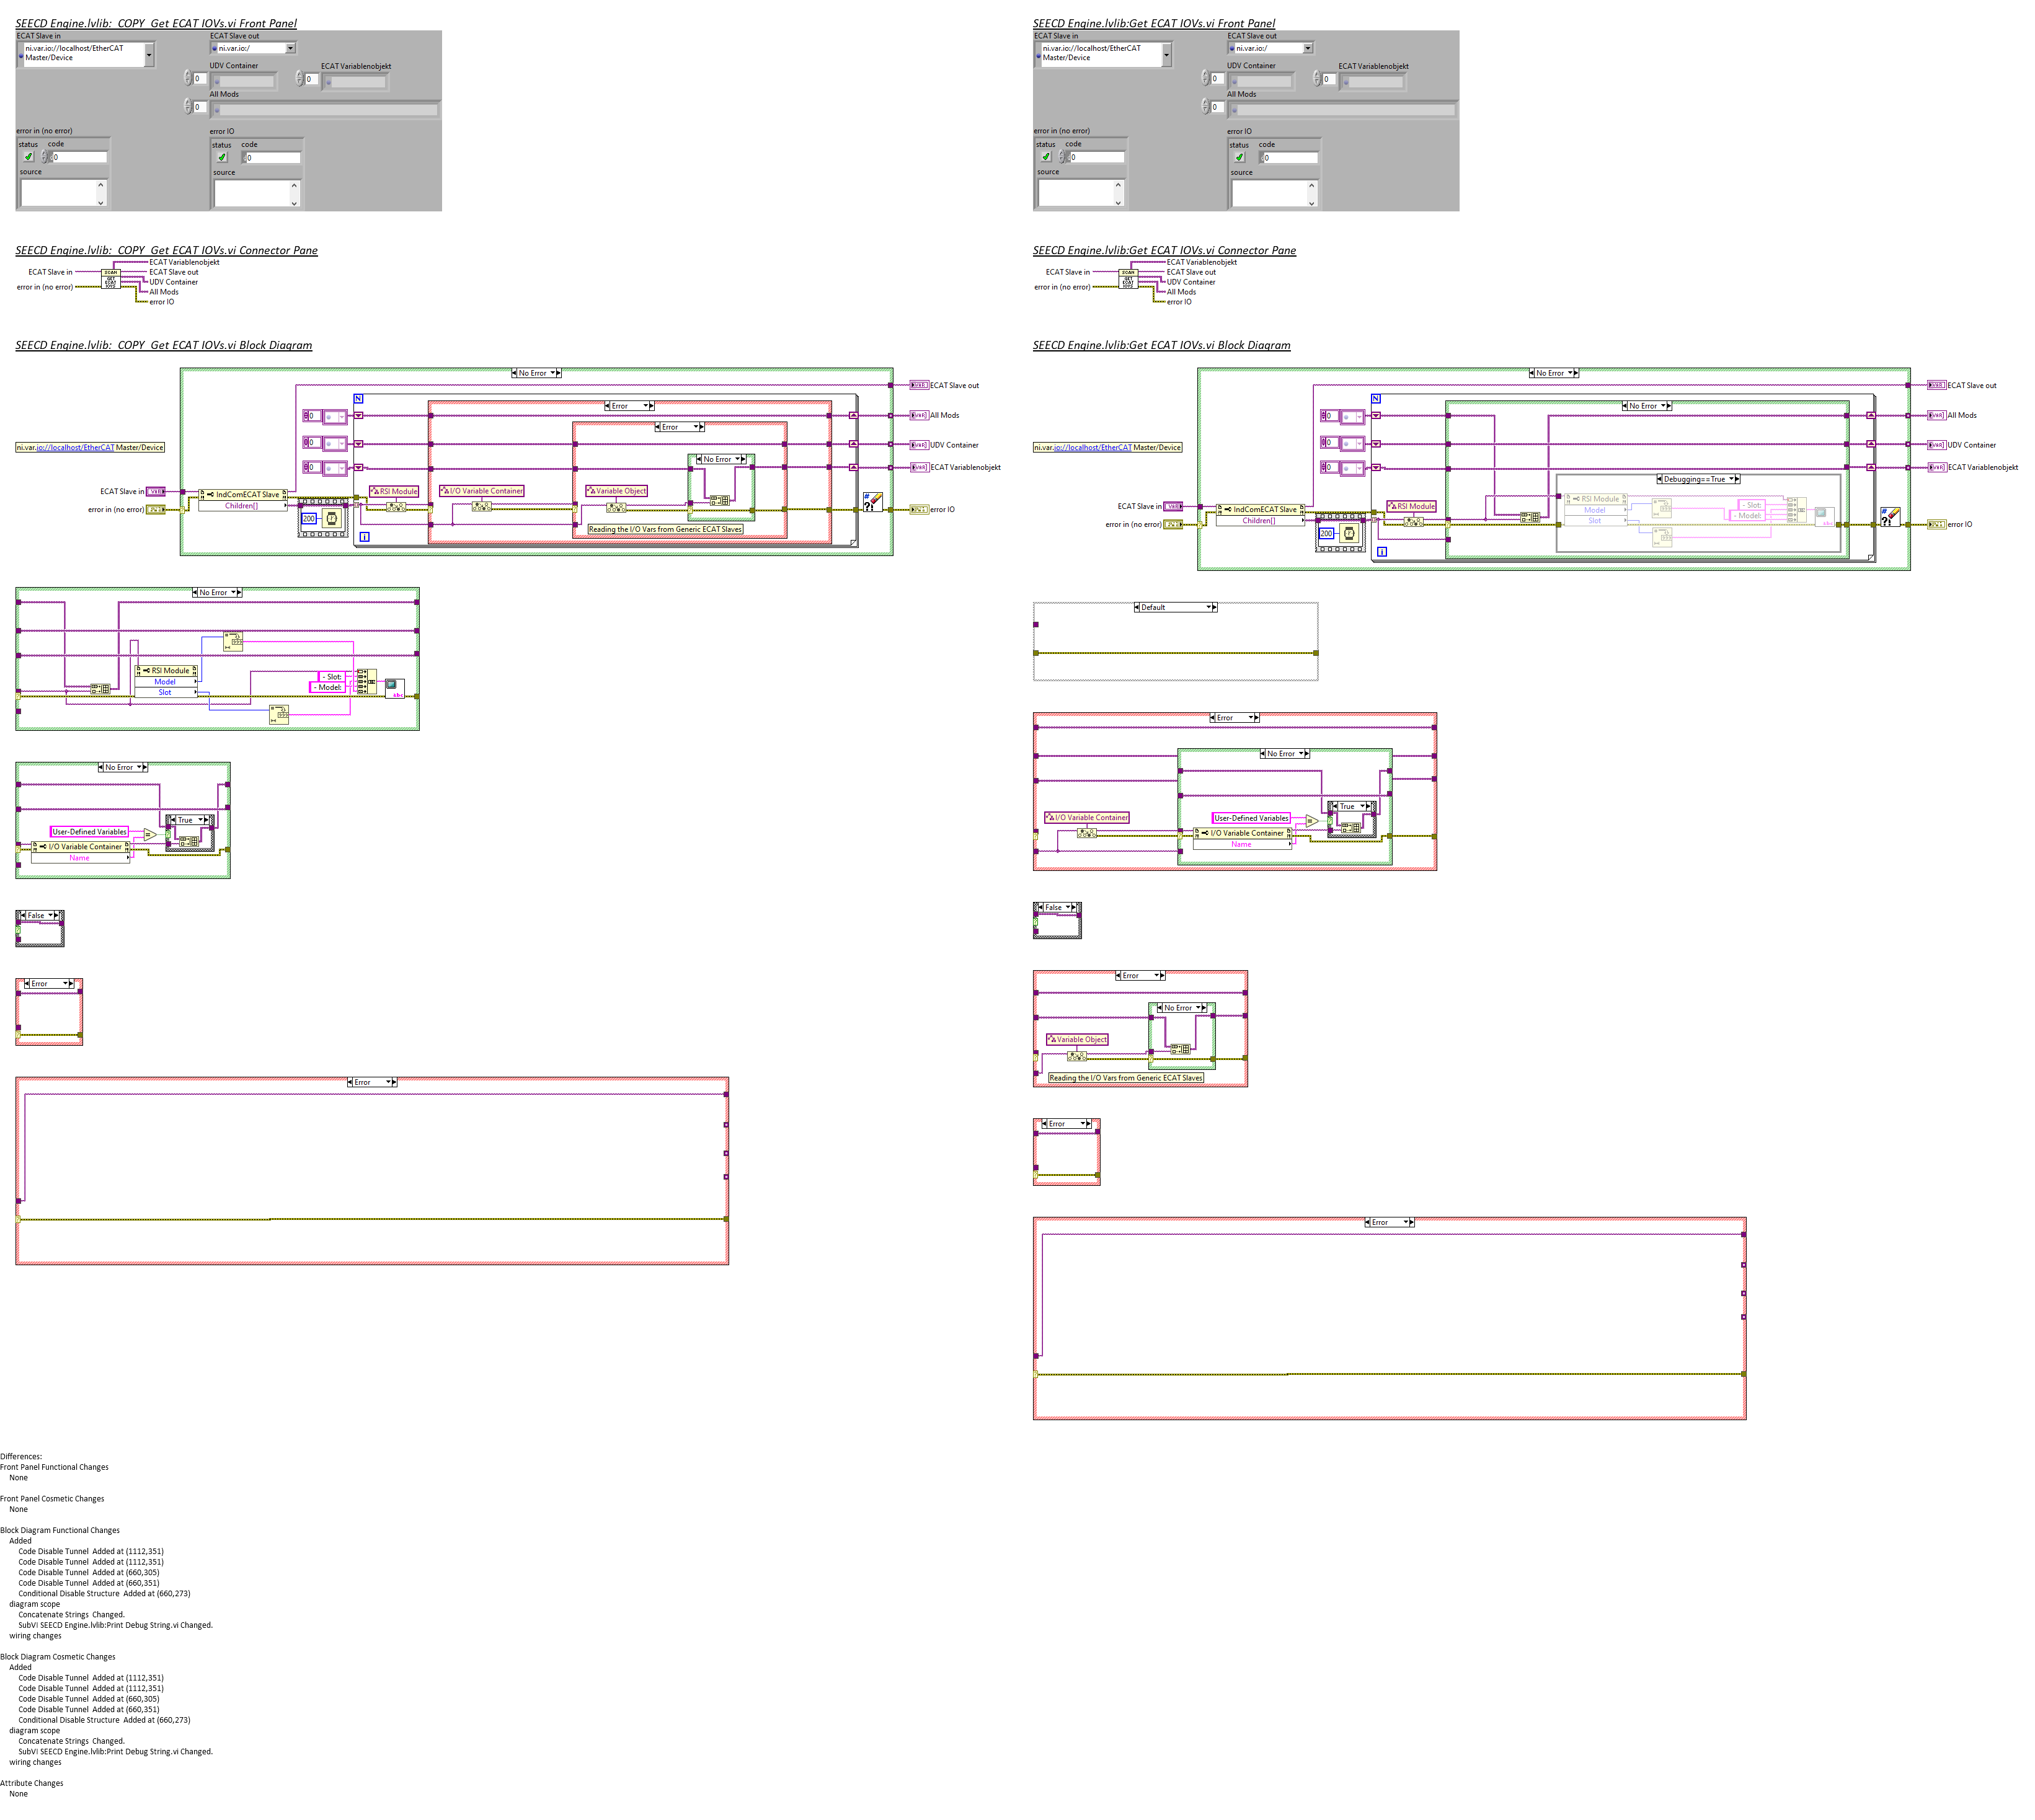 SEECD Engine.lvlib:  COPY  Get ECAT IOVs.vi Front Panel
ECAT Slave in
ni.var.io://localhost/EtherCAT
Master/Device
ECAT Slave out
ni.var.io:/
UDV Container
0
ECAT Variablenobjekt
0
All Mods
0
error in (no error)
status
code
0
source
error IO
status
code
0
source
SEECD Engine.lvlib:  COPY  Get ECAT IOVs.vi Connector Pane
ECAT Slave in
error in (no error)
SCAN
GET
ECAT
IOVS
ECAT Variablenobjekt
ECAT Slave out
UDV Container
All Mods
error IO
SEECD Engine.lvlib:  COPY  Get ECAT IOVs.vi Block Diagram
No Error
ECAT Slave out
N
Error
0
All Mods
Error
0
UDV Container
ni.var.io://localhost/EtherCAT Master/Device
No Error
0
ECAT Variablenobjekt
ECAT Slave in
IndComECAT Slave
RSI Module
I/O Variable Container
Variable Object
Children[]
error in (no error)
error IO
200
Reading the I/O Vars from Generic ECAT Slaves
i
No Error
RSI Module
Model
Slot
- Slot:
- Model:
abc
No Error
True
User-Defined Variables
=
I/O Variable Container
Name
False
Error
Error
SEECD Engine.lvlib:Get ECAT IOVs.vi Front Panel
ECAT Slave in
ni.var.io://localhost/EtherCAT
Master/Device
ECAT Slave out
ni.var.io:/
UDV Container
0
ECAT Variablenobjekt
0
All Mods
0
error in (no error)
status
code
0
source
error IO
status
code
0
source
SEECD Engine.lvlib:Get ECAT IOVs.vi Connector Pane
ECAT Slave in
error in (no error)
SCAN
GET
ECAT
IOVS
ECAT Variablenobjekt
ECAT Slave out
UDV Container
All Mods
error IO
SEECD Engine.lvlib:Get ECAT IOVs.vi Block Diagram
No Error
ECAT Slave out
N
No Error
0
All Mods
0
UDV Container
ni.var.io://localhost/EtherCAT Master/Device
0
ECAT Variablenobjekt
Debugging==True
ECAT Slave in
IndComECAT Slave
RSI Module
RSI Module
Model
Slot
- Slot:
- Model:
abc
Children[]
error in (no error)
error IO
200
i
Default
Error
No Error
True
I/O Variable Container
User-Defined Variables
=
I/O Variable Container
Name
False
Error
No Error
Variable Object
Reading the I/O Vars from Generic ECAT Slaves
Error
Error
Differences:
Front Panel Functional Changes
None
Front Panel Cosmetic Changes
None
Block Diagram Functional Changes
Added
Code Disable Tunnel  Added at (1112,351)
Code Disable Tunnel  Added at (1112,351)
Code Disable Tunnel  Added at (660,305)
Code Disable Tunnel  Added at (660,351)
Conditional Disable Structure  Added at (660,273)
diagram scope
Concatenate Strings  Changed.
SubVI SEECD Engine.lvlib:Print Debug String.vi Changed.
wiring changes
Block Diagram Cosmetic Changes
Added
Code Disable Tunnel  Added at (1112,351)
Code Disable Tunnel  Added at (1112,351)
Code Disable Tunnel  Added at (660,305)
Code Disable Tunnel  Added at (660,351)
Conditional Disable Structure  Added at (660,273)
diagram scope
Concatenate Strings  Changed.
SubVI SEECD Engine.lvlib:Print Debug String.vi Changed.
wiring changes
Attribute Changes
None